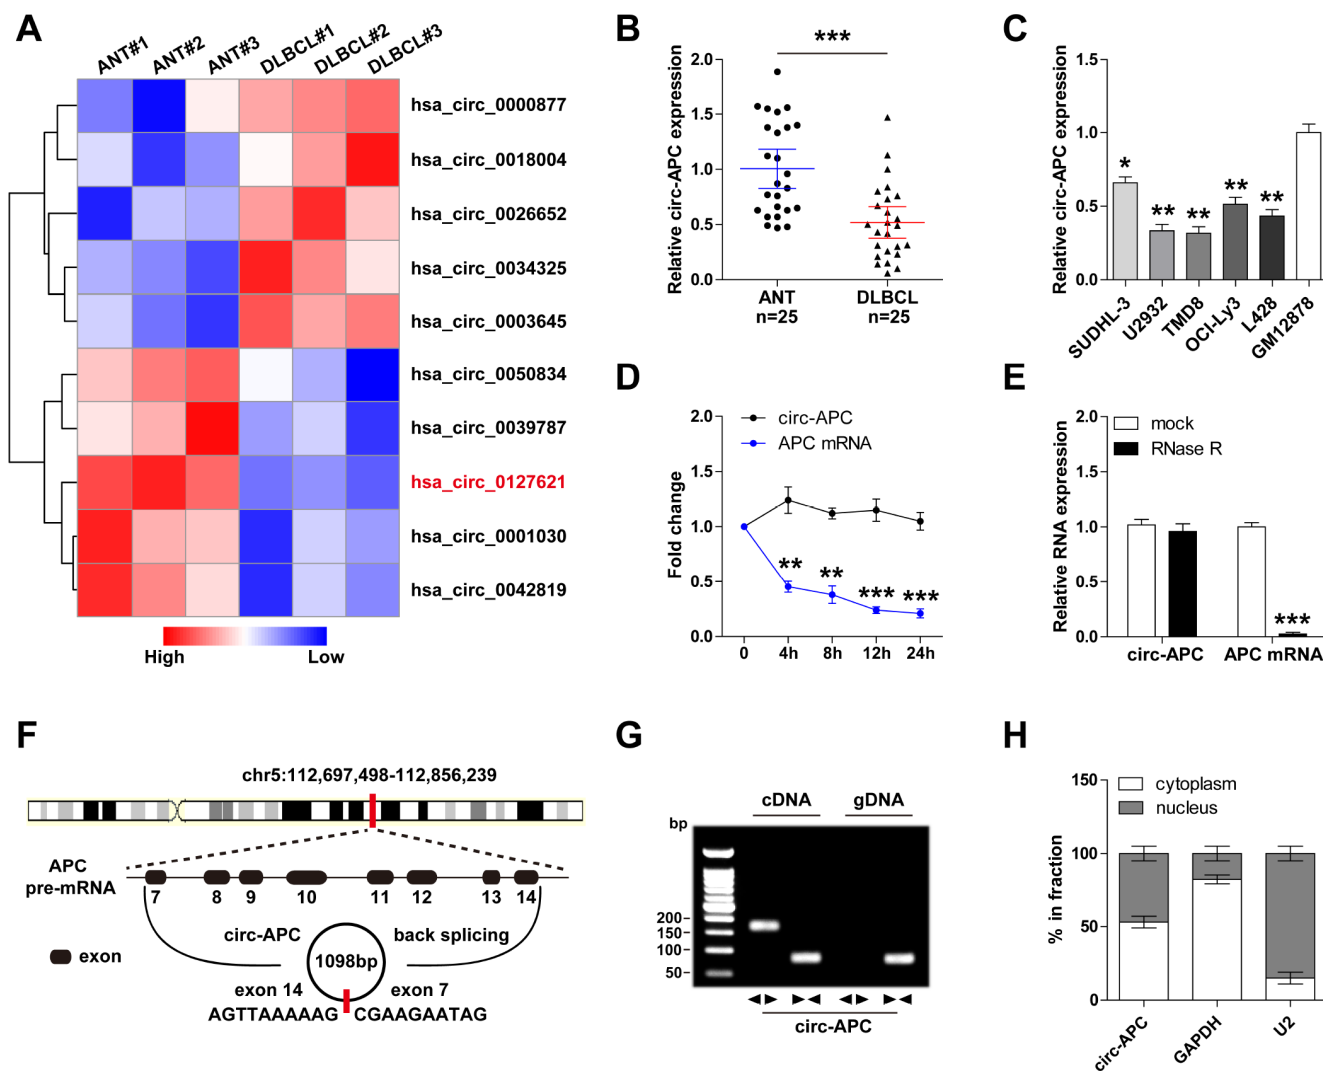 A
ANT#1 ANT#2 ANT#3 DLBCL#1 DLBCL#2 DLBCL#3
hsa_circ_0000877
hsa_circ_0018004
hsa_circ_0026652
hsa_circ_0034325
hsa_circ_0003645
hsa_circ_0050834
hsa_circ_0039787
hsa_circ_0127621
hsa_circ_0001030
hsa_circ_0042819
High Low
B
Relative circ-APC expression
2.0
1.5
1.0
0.5
0.0
***
ANT DLBCL
n=25 n=25
C
Relative circ-APC expression
1.5
1.0
0.5
0.0
* ** ** ** **
SUDHL-3 U2932 TMD8 OCI-Ly3 L428 GM12878
D
Fold change
2.0
1.5
1.0
0.5
0.0
circ-APC
APC mRNA
** ** *** ***
0 4h 8h 12h 24h
E
Relative RNA expression
2.0
1.5
1.0
0.5
0.0
mock
RNase R
***
circ-APC APC mRNA
F
chr5:112,697,498-112,856,239
APC
pre-mRNA
7 8 9 10 11 12 13 14
circ-APC back splicing
1098bp
exon
exon 14 exon 7
AGTTAAAAAG CGAAGAATAG
G
cDNA gDNA
bp
200
150
100
50
circ-APC
H
% in fraction
150
100
50
0
cytoplasm
nucleus
circ-APC GAPDH U2